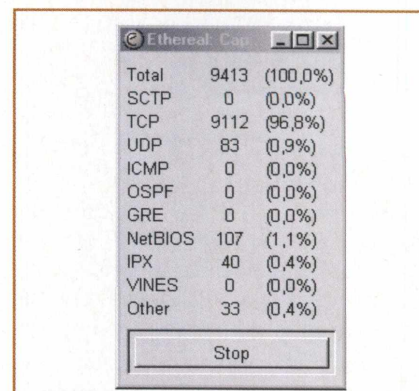 Ethereal: Cap..
Total 9413 (100,0%)
SCTP 0 (0,0%)
TCP 9112 (96,8%)
UDP 83 (0,9%)
ICMP 0 (0,0%)
OSPF 0 (0,0%)
GRE 0 (0,0%)
NetBIOS 107 (1,1%)
IPX 40 (0,4%)
VINES 0 (0,0%)
Other 33 (0,4%)
Stop